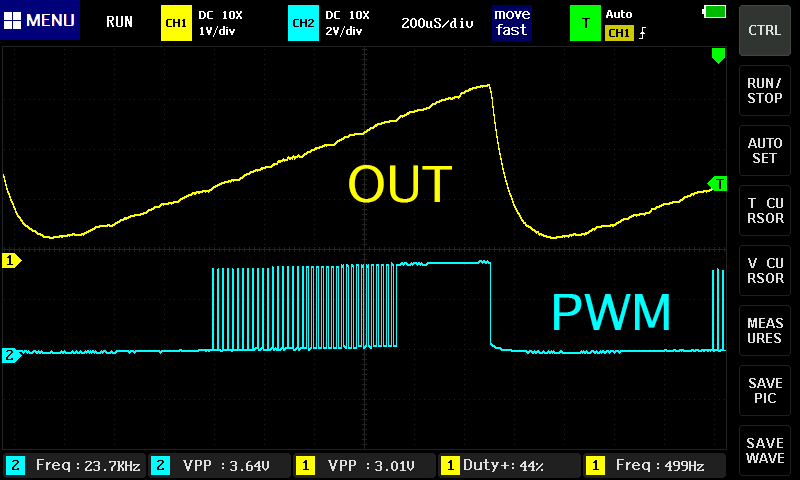 MENU RUN CH1 DC 10X CH2 DC 10X 200uS/div move T Auto
1V/div 2V/div fast CH1
CTRL
RUN/
STOP
AUTO
SET
T
T CU
RSOR
OUT
1
V CU
RSOR
PWM
MEAS
URES
2
SAVE
PIC
SAVE
WAVE
2 Freq:23.7KHz 2 VPP :3.64V 1 VPP :3.01V 1 Duty+:44% 1 Freq:499Hz